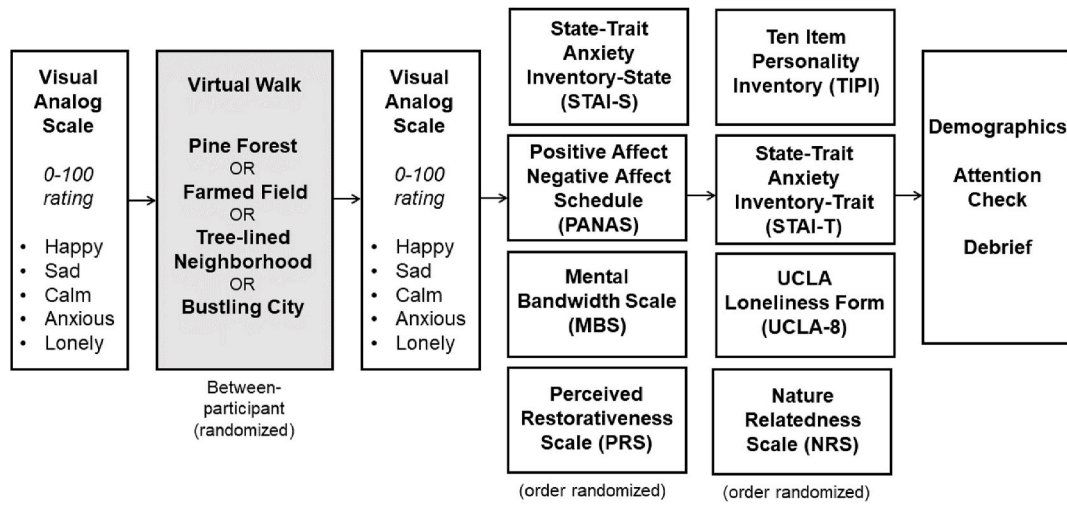 Visual
Analog
Scale
0-100
rating
• Happy
• Sad
• Calm
• Anxious
• Lonely
Virtual Walk
Pine Forest
OR
Farmed Field
OR
Tree-lined
Neighborhood
OR
Bustling City
Between-
participant
(randomized)
Visual
Analog
Scale
0-100
rating
• Happy
• Sad
• Calm
• Anxious
• Lonely
State-Trait
Anxiety
Inventory-State
(STAI-S)
Positive Affect
Negative Affect
Schedule
(PANAS)
Mental
Bandwidth Scale
(MBS)
Perceived
Restorativeness
Scale (PRS)
(order randomized)
Ten Item
Personality
Inventory (TIPI)
State-Trait
Anxiety
Inventory-Trait
(STAI-T)
UCLA
Loneliness Form
(UCLA-8)
Nature
Relatedness
Scale (NRS)
(order randomized)
Demographics
Attention
Check
Debrief